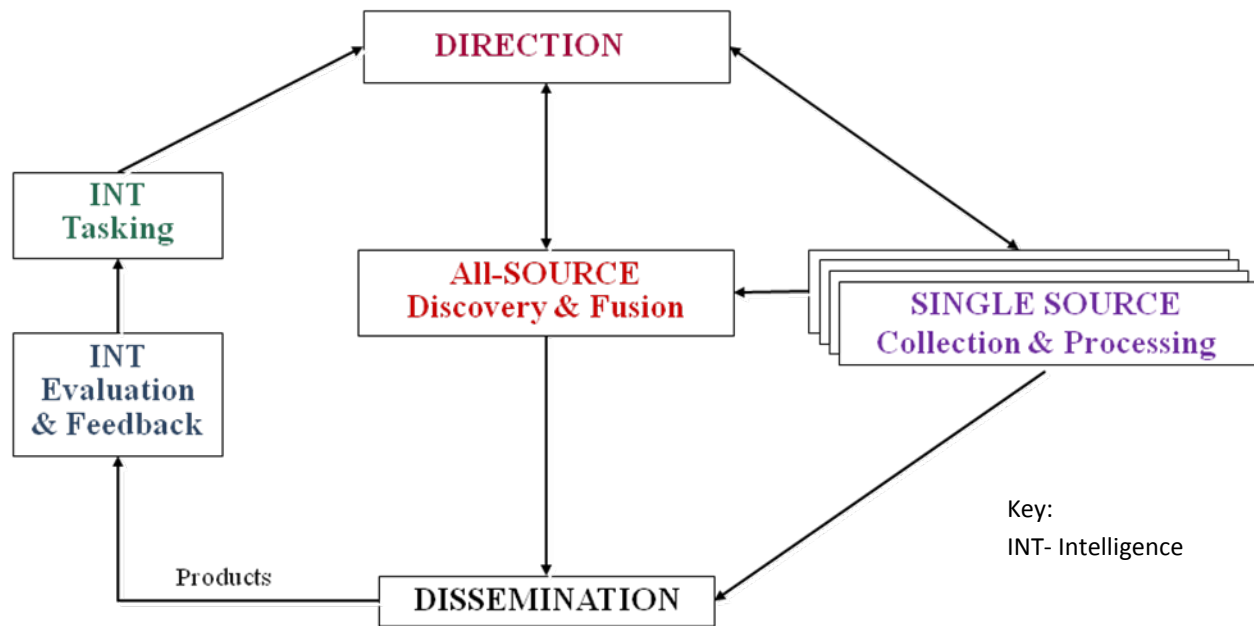 DIRECTION
INT
Tasking
All-SOURCE
Discovery & Fusion
SINGLE SOURCE
Collection & Processing
INT
Evaluation
& Feedback
Key:
INT- Intelligence
Products
DISSEMINATION